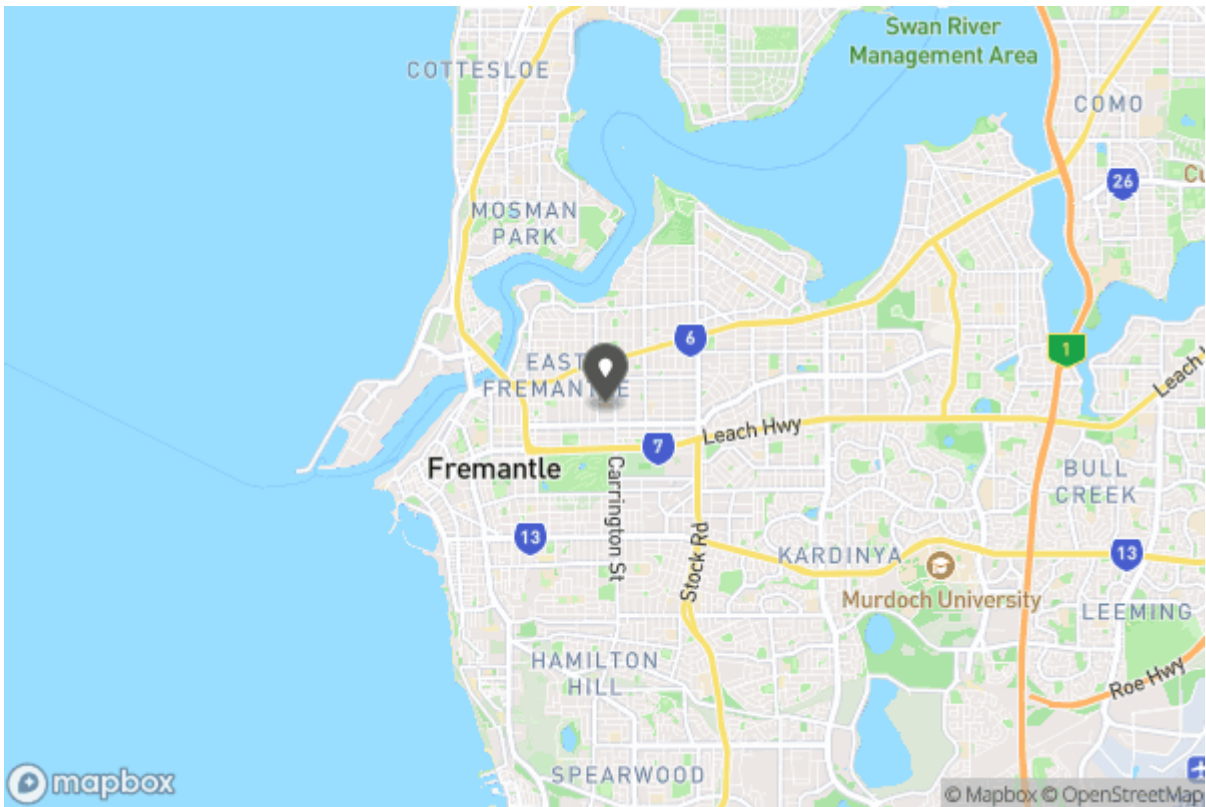 Swan River
Management Area
COTTESLOE
COMO
26
MOSMAN
PARK
6
1
EAST
FREMANTLE
Leach H
7
Leach Hwy
Fremantle
Carrington St
BULL
CREEK
13
Stock Rd
KARDINYA
13
Murdoch University
LEEMING
HAMILTON
HILL
Roe Hwy
SPEARWOOD
mapbox
© Mapbox © OpenStreetMap